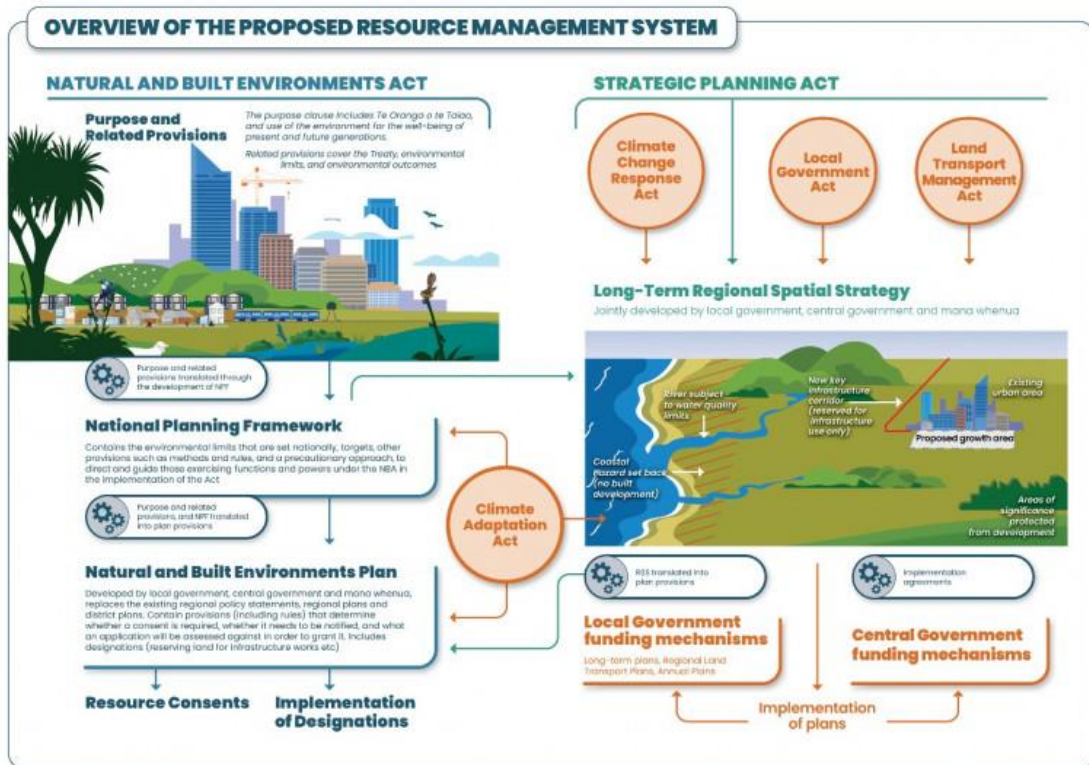 OVERVIEW OF THE PROPOSED RESOURCE MANAGEMENT SYSTEM
NATURAL AND BUILT ENVIRONMENTS ACT
Purpose and
Related Provisions
The purpose clause includes Te Oranga o te Taiao,
and use of the environment for the well-being of
present and future generations.
Related provisions cover the Treaty, environmental
limits, and environmental outcomes
Purpose and related
provisions translated through
the development of NPF
National Planning Framework
Contains the environmental limits that are set nationally, targets, other
provisions such as methods and rules, and a precautionary approach, to
direct and guide those exercising functions and powers under the NBA in
the implementation of the Act
Purpose and related
provisions, and NPF translated
into plan provisions
Natural and Built Environments Plan
Developed by local government, central government and mana whenua,
replaces the existing regional policy statements, regional plans and
district plans. Contain provisions (including rules) that determine
whether a consent is required, whether it needs to be notified, and what
an application will be assessed against in order to grant it. Includes
designations (reserving land for infrastructure works etc)
Resource Consents
Implementation
of Designations
Climate
Adaptation
Act
STRATEGIC PLANNING ACT
Climate
Change
Response
Act
Local
Government
Act
Land
Transport
Management
Act
Long-Term Regional Spatial Strategy
Jointly developed by local government, central government and mana whenua
River subject
to water quality
limits
New key
infrastructure
corridor
(reserved for
infrastructure
use only)
Existing
urban area
Proposed growth area
Coastal
Hazard set back
(no built
development)
Areas of
significance
protected
from development
RSS translated into
plan provisions
Implementation
agreements
Local Government
funding mechanisms
Long-term plans, Regional Land
Transport Plans, Annual Plans
Central Government
funding mechanisms
Implementation
of plans